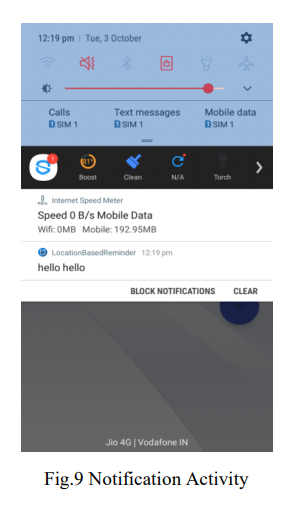 12:19 pm | Tue, 3 October
Calls Text messages Mobile data
1 SIM 1 1 SIM 1 1 SIM 1
S 1 81%
Boost Clean N/A Torch
Internet Speed Meter
Speed 0 B/s Mobile Data
Wifi: 0MB Mobile: 192.95MB
LocationBasedReminder 12:19 pm
hello hello
BLOCK NOTIFICATIONS CLEAR
Jio 4G | Vodafone IN
Fig.9 Notification Activity